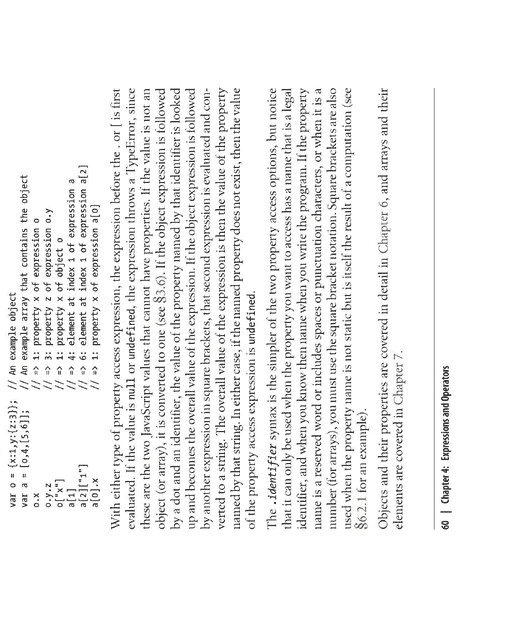 var o = {x:1,y:{z:3}}; // An example object
var a = [o,4,[5,6]]; // An example array that contains the object
o.x // => 1: property x of expression o
o.y.z // => 3: property z of expression o.y
o["x"] // => 1: property x of object o
a[1] // => 4: element at index 1 of expression a
a[2]["1"] // => 6: element at index 1 of expression a[2]
a[0].x // => 1: property x of expression a[0]
With either type of property access expression, the expression before the . or [ is first
evaluated. If the value is null or undefined, the expression throws a TypeError, since
these are the two JavaScript values that cannot have properties. If the value is not an
object (or array), it is converted to one (see §3.6). If the object expression is followed
by a dot and an identifier, the value of the property named by that identifier is looked
up and becomes the overall value of the expression. If the object expression is followed
by another expression in square brackets, that second expression is evaluated and con-
verted to a string. The overall value of the expression is then the value of the property
named by that string. In either case, if the named property does not exist, then the value
of the property access expression is undefined.
The .identifier syntax is the simpler of the two property access options, but notice
that it can only be used when the property you want to access has a name that is a legal
identifier, and when you know then name when you write the program. If the property
name is a reserved word or includes spaces or punctuation characters, or when it is a
number (for arrays), you must use the square bracket notation. Square brackets are also
used when the property name is not static but is itself the result of a computation (see
§6.2.1 for an example).
Objects and their properties are covered in detail in Chapter 6, and arrays and their
elements are covered in Chapter 7.
60 | Chapter 4: Expressions and Operators